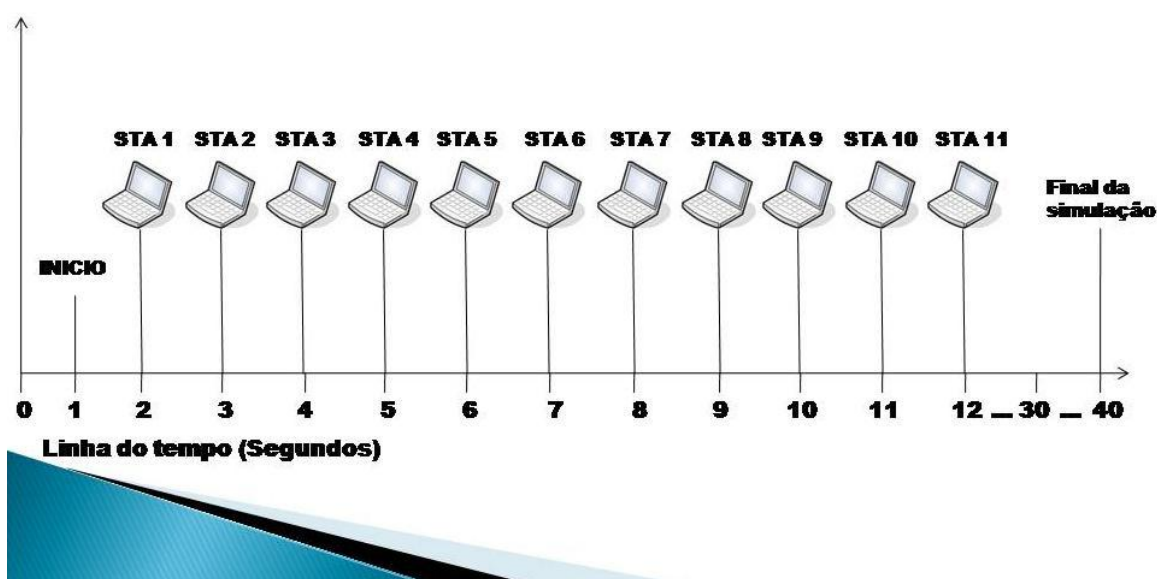 STA 1 STA 2 STA 3 STA 4 STA 5 STA 6 STA 7 STA 8 STA 9 STA 10 STA 11
Final da
simulação
INICIO
0 1 2 3 4 5 6 7 8 9 10 11 12 ... 30 ... 40
Linha do tempo (Segundos)